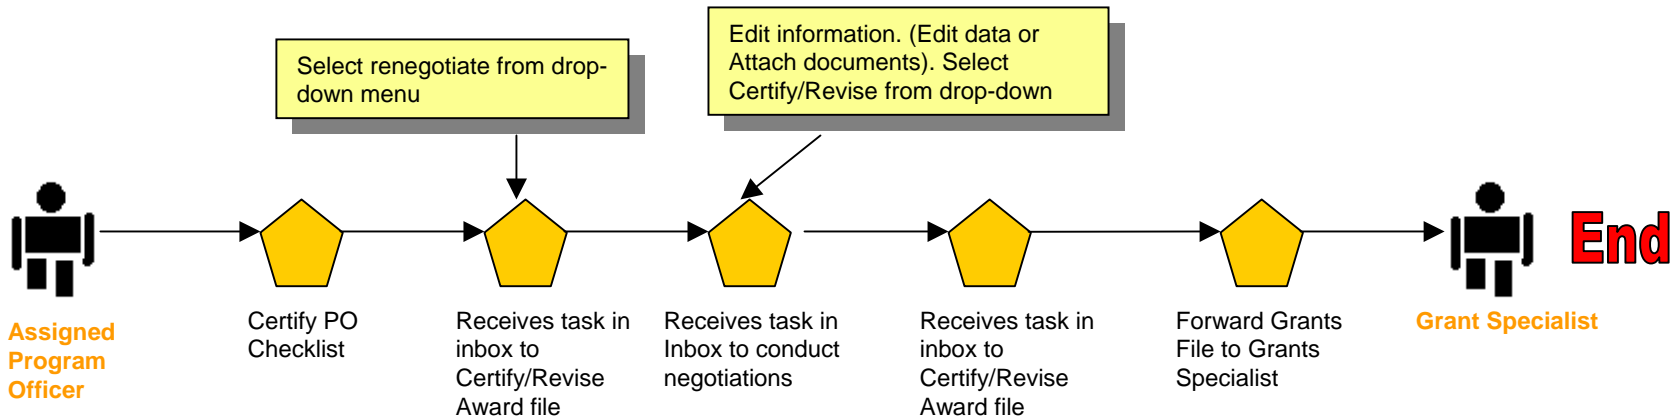 Select renegotiate from drop-
down menu
Edit information. (Edit data or
Attach documents). Select
Certify/Revise from drop-down
End
Assigned
Program
Officer
Certify PO
Checklist
Receives task in
inbox to
Certify/Revise
Award file
Receives task in
Inbox to conduct
negotiations
Receives task in
inbox to
Certify/Revise
Award file
Forward Grants
File to Grants
Specialist
Grant Specialist